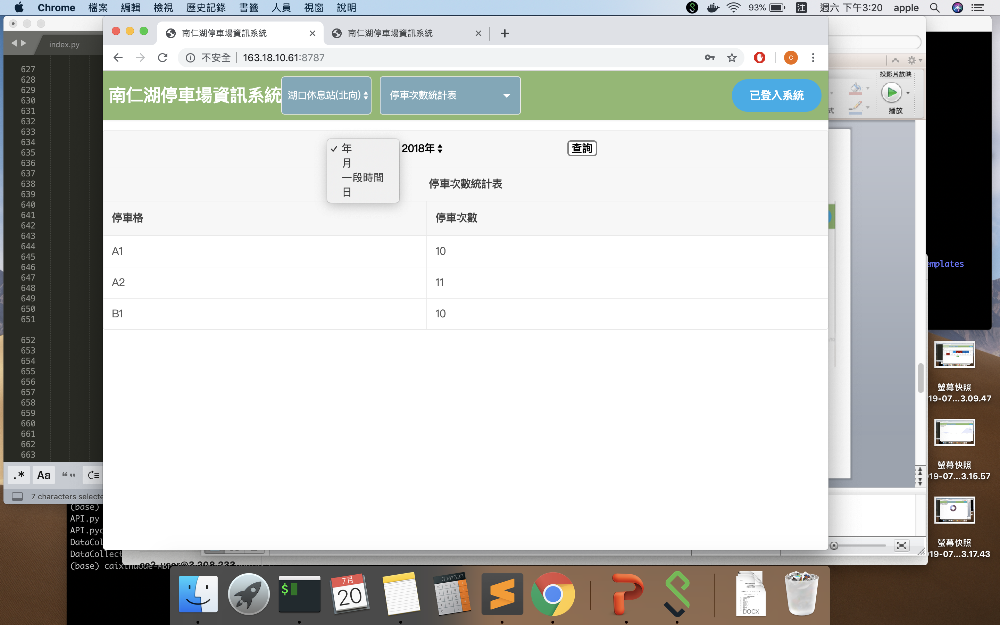 Chrome 檔案 編輯 檢視 歷史記錄 書籤 人員 視窗 說明
93% 注 週六 下午3:20 apple
index.py
南仁湖停車場資訊系統 南仁湖停車場資訊系統
不安全 163.18.10.61:8787
C
南仁湖停車場資訊系統 湖口休息站(北向) 停車次數統計表 已登入系統
投影片放映
式
播放
年 2018年 查詢
月
一段時間
日
停車次數統計表
停車格 停車次數
A1 10
A2 11
B1 10
627
628
629
630
631
632
633
634
635
636
637
638
639
640
641
642
643
644
645
646
647
648
649
650
651
652
653
654
655
656
657
658
659
660
661
662
663
emplates
螢幕快照
19-07...3.09.47
螢幕快照
19-07...3.15.57
螢幕快照
19-07...3.17.43
.* Aa “”
7 characters selecte
(base)
API.py
API.pyc
DataCol
DataCollect
(base)
7月
20
3.141593
DOCX